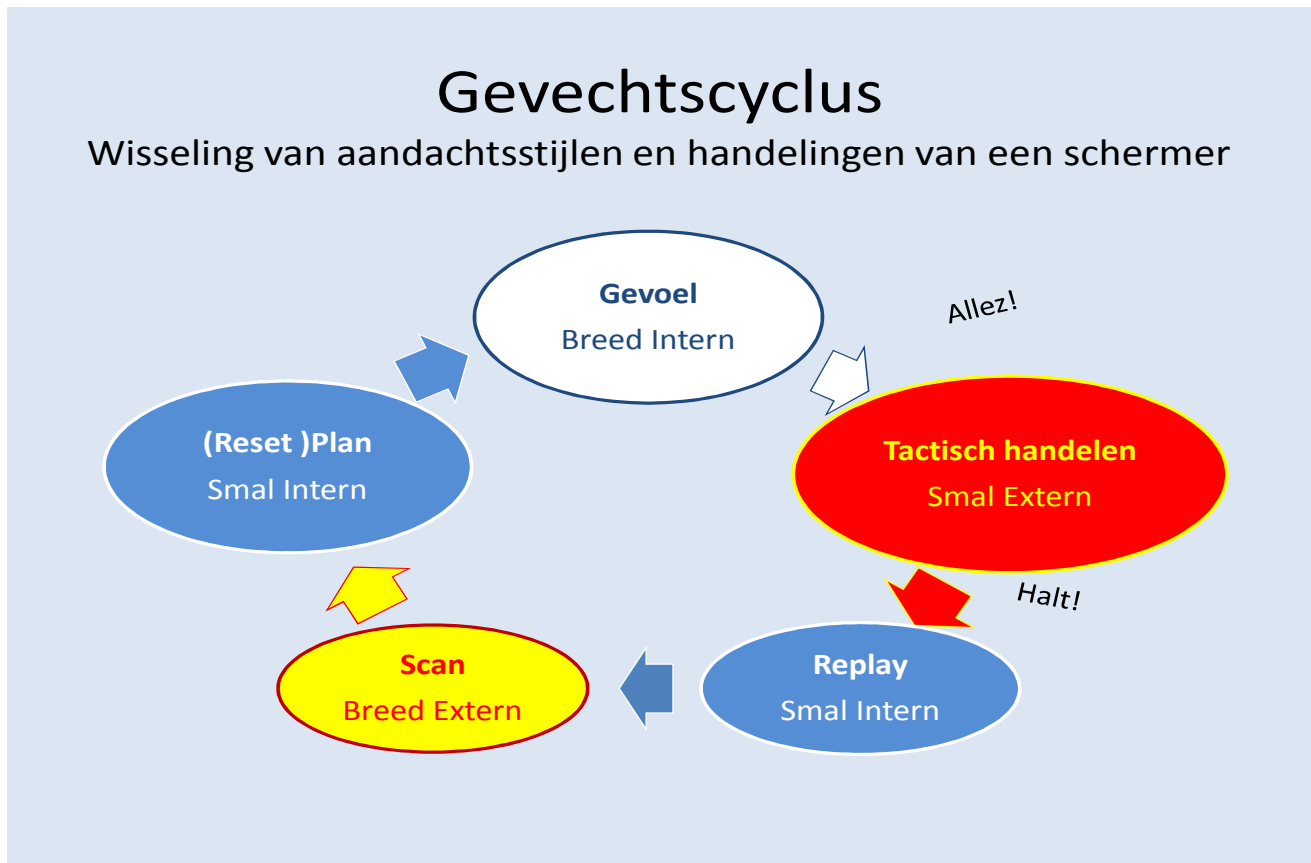 Gevechtscyclus
Wisseling van aandachtsstijlen en handelingen van een schermer
Gevoel
Breed Intern
Allez!
Tactisch handelen
Smal Extern
Halt!
Replay
Smal Intern
Scan
Breed Extern
(Reset )Plan
Smal Intern